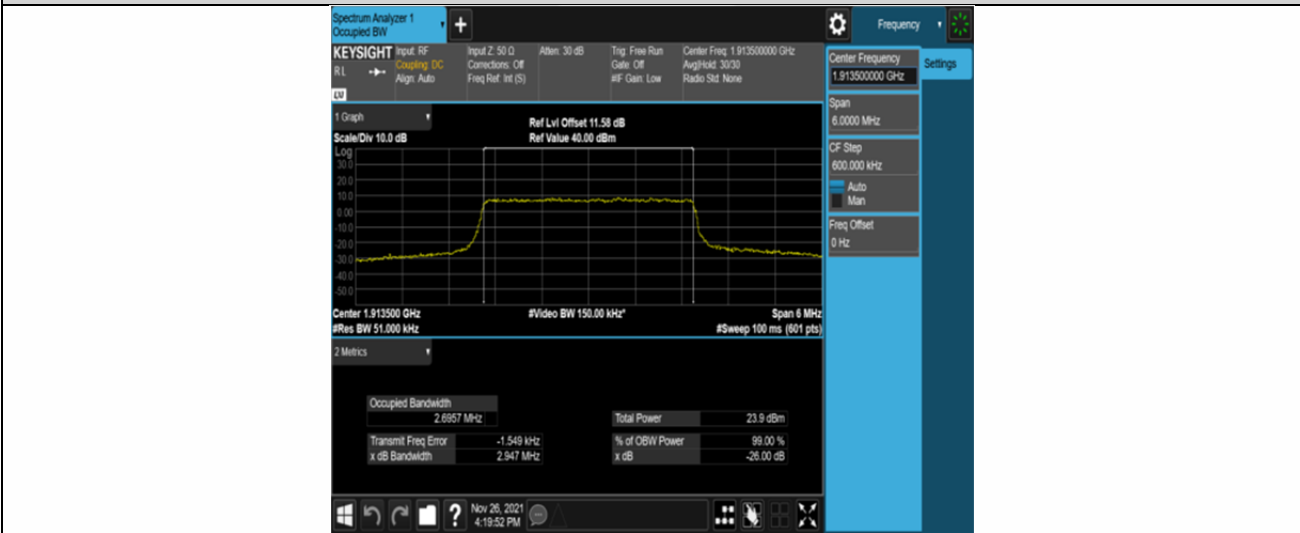 Spectrum Analyzer 1
Occupied BW
+
Frequency
KEYSIGHT
R L
LXI
Input: RF
Coupling: DC
Align: Auto
Input Z: 50 Ω
Corrections: Off
Freq Ref: Int (S)
Atten: 30 dB
Trig: Free Run
Gate: Off
#IF Gain: Low
Center Freq: 1.913500000 GHz
Avg|Hold: 30/30
Radio Std: None
Center Frequency
1.913500000 GHz
Settings
Span
6.0000 MHz
CF Step
600.000 kHz
Auto
Man
Freq Offset
0 Hz
1 Graph
Scale/Div 10.0 dB
Ref Lvl Offset 11.58 dB
Ref Value 40.00 dBm
Log
30.0
20.0
10.0
0.00
-10.0
-20.0
-30.0
-40.0
-50.0
Center 1.913500 GHz
#Video BW 150.00 kHz*
Span 6 MHz
#Res BW 51.000 kHz
#Sweep 100 ms (601 pts)
2 Metrics
Occupied Bandwidth
2.6957 MHz
Total Power 23.9 dBm
Transmit Freq Error -1.549 kHz
% of OBW Power 99.00 %
x dB Bandwidth 2.947 MHz
x dB -26.00 dB
?
Nov 26, 2021
4:19:52 PM